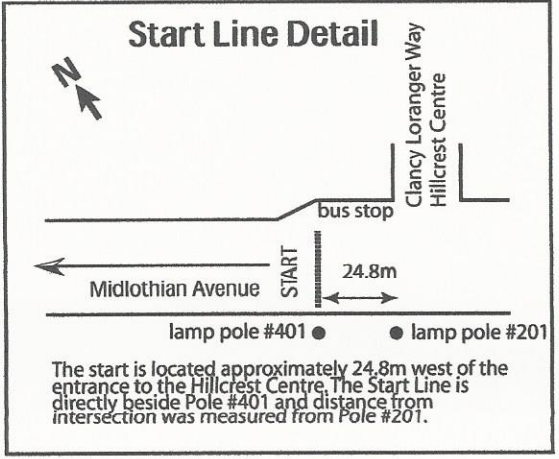 Start Line Detail
N
Clancy Loranger Way
Hillcrest Centre
bus stop
START
24.8m
Midlothian Avenue
lamp pole #401
lamp pole #201
The start is located approximately 24.8m west of the
entrance to the Hillcrest Centre. The Start Line is
directly beside Pole #401 and distance from
intersection was measured from Pole #201.